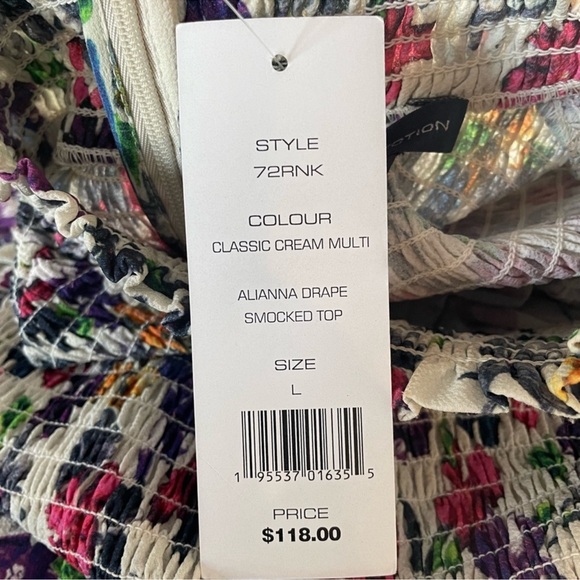 STYLE
72RNK
COLOUR
CLASSIC CREAM MULTI
ALIANNA DRAPE
SMOCKED TOP
SIZE
L
1 95537 01635 5
PRICE
$118.00